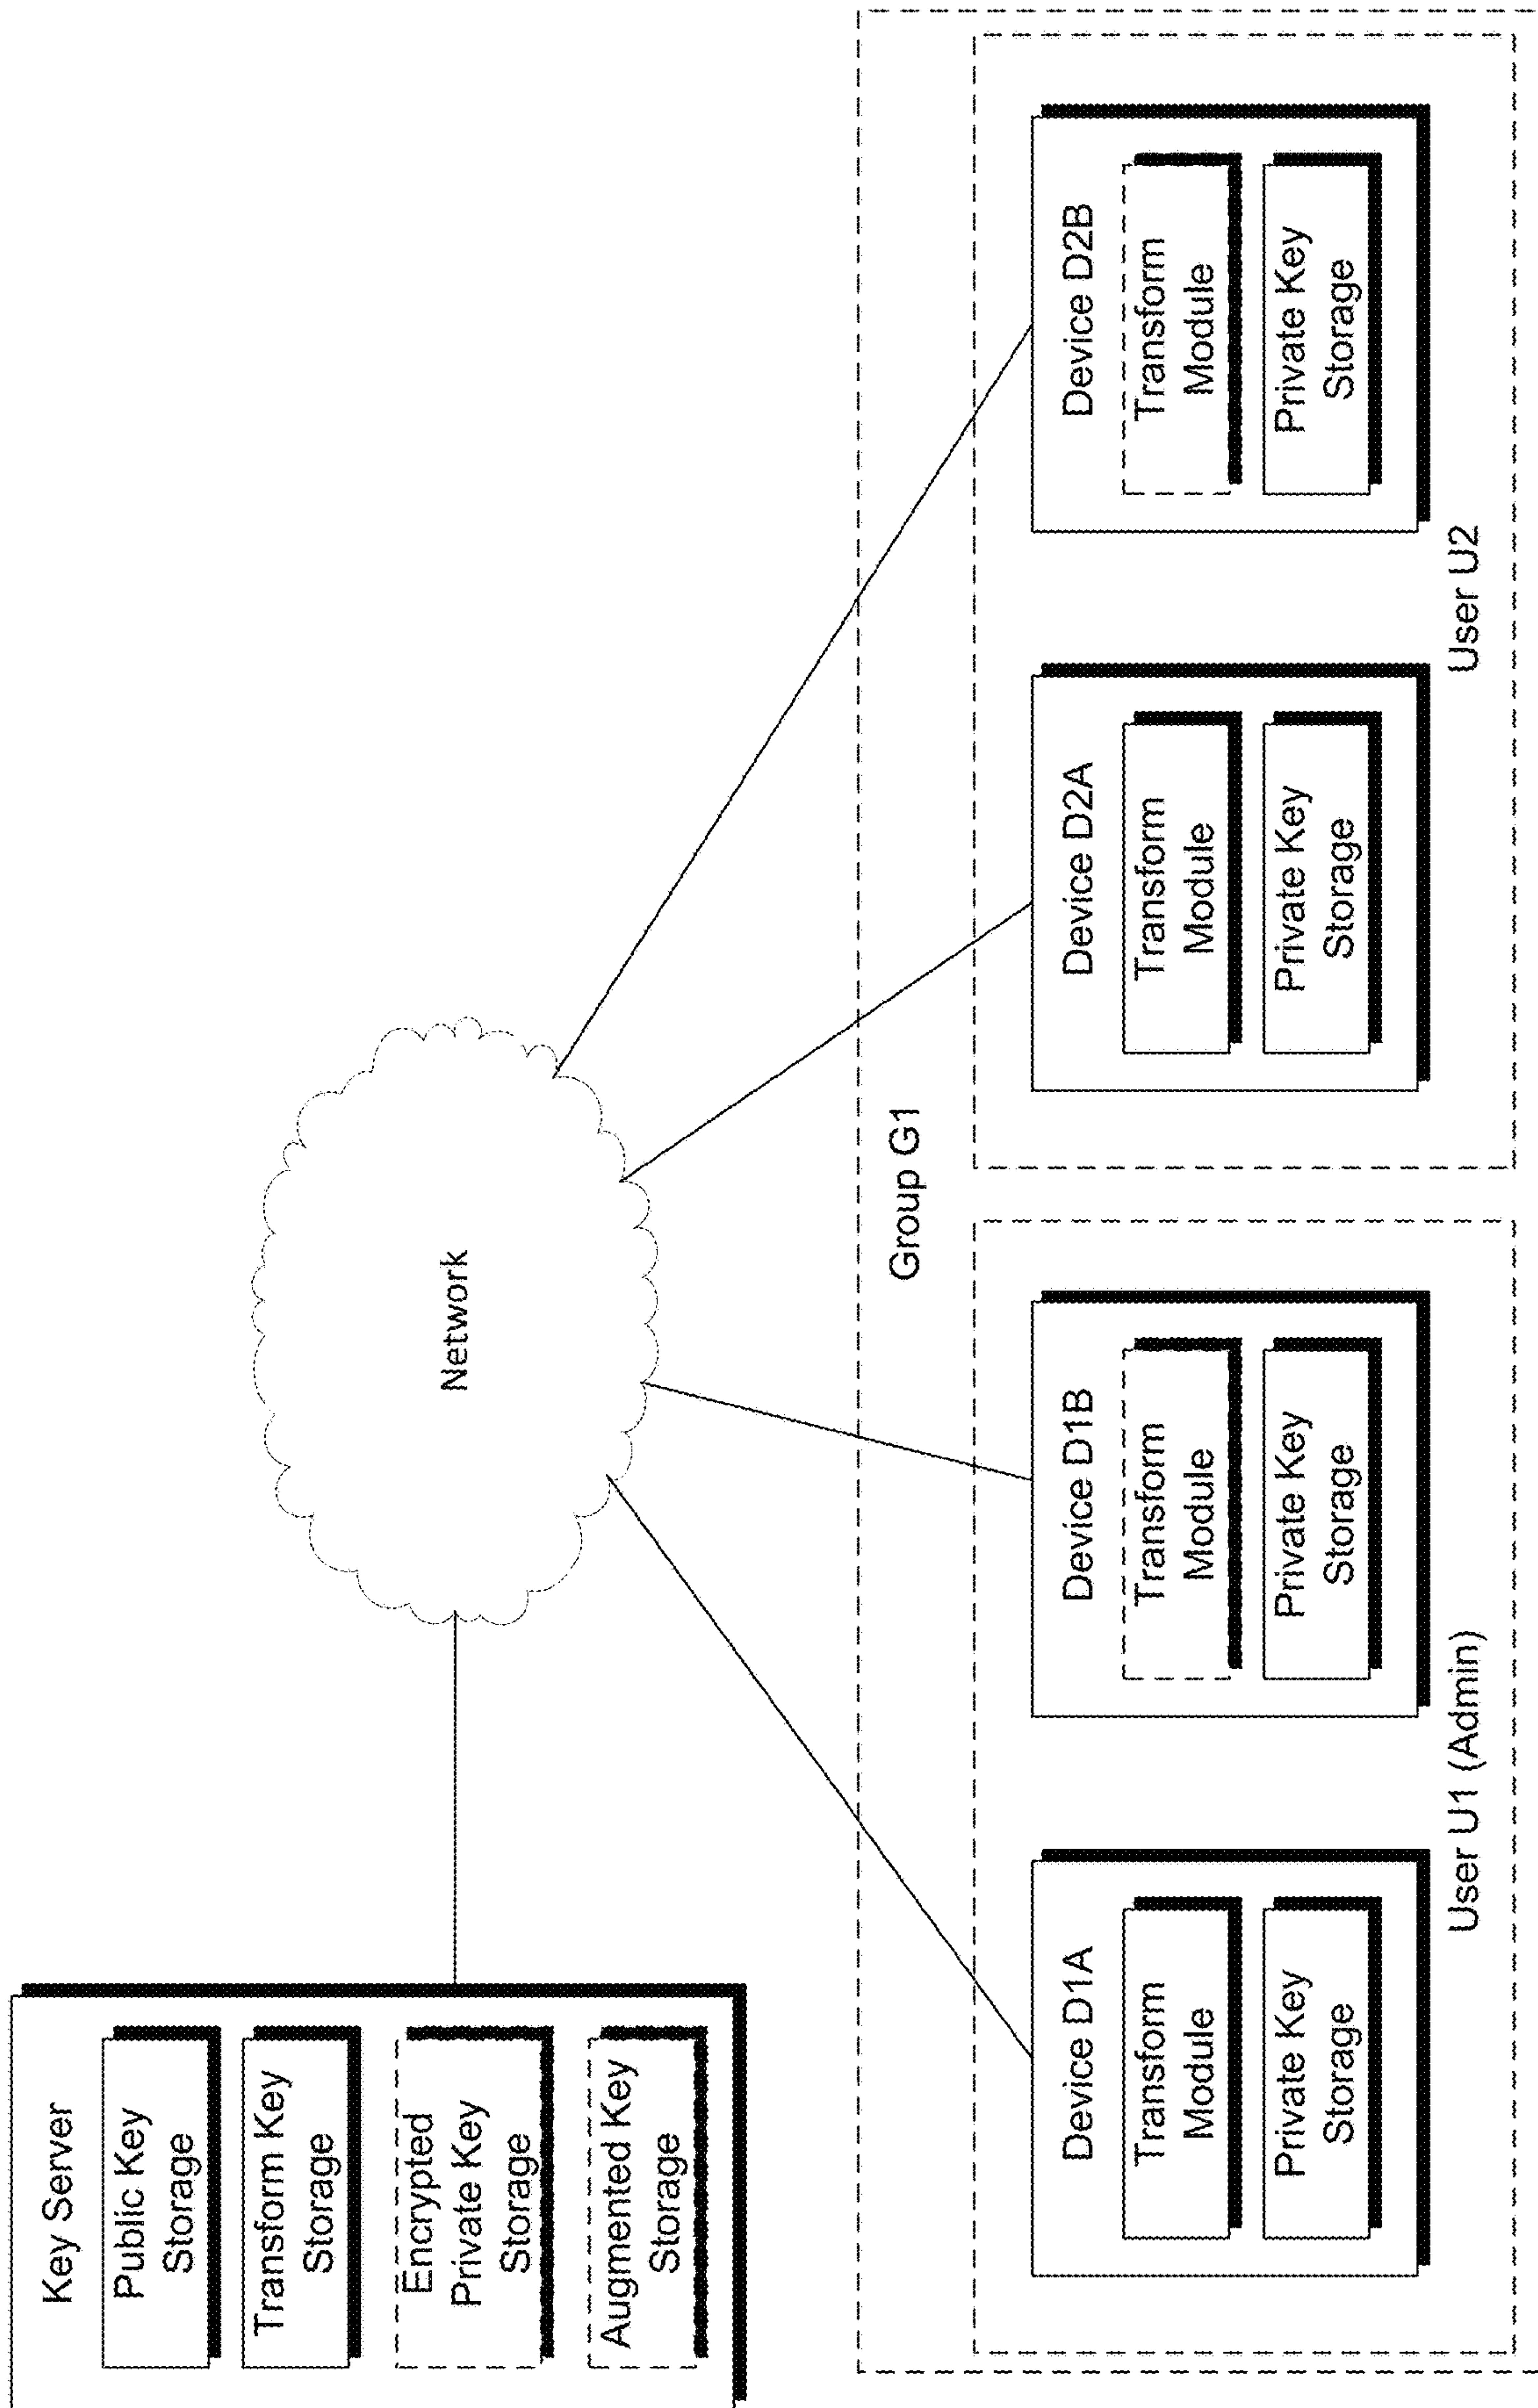 Key Server
Public Key
Storage
Transform Key
Storage
Encrypted
Private Key
Storage
Augmented Key
Storage
Network
Group G1
Device D1A
Transform
Module
Private Key
Storage
Device D1B
Transform
Module
Private Key
Storage
User U1 (Admin)
Device D2A
Transform
Module
Private Key
Storage
Device D2B
Transform
Module
Private Key
Storage
User U2